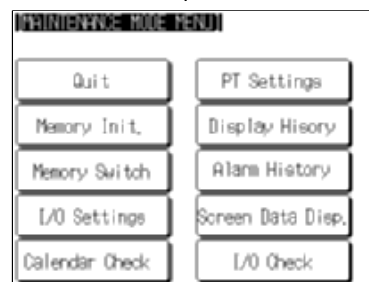 [MAINTENANCE MODE MENU]
Quit
PT Settings
Memory Init.
Display Hisory
Memory Switch
Alarm History
I/O Settings
Screen Data Disp.
Calendar Check
I/O Check